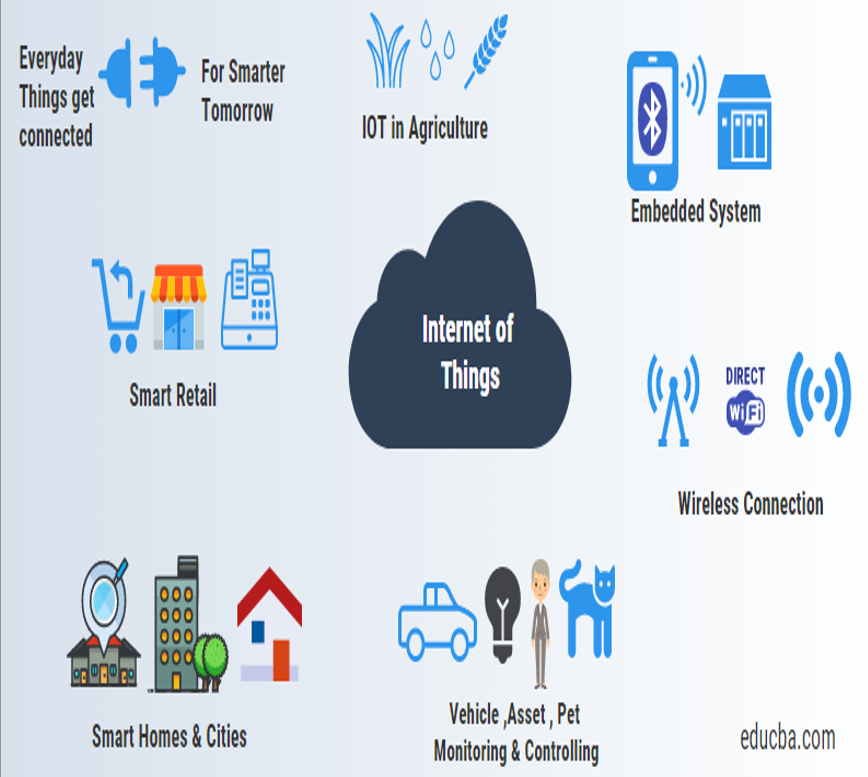 Everyday
Things get
connected
For Smarter
Tomorrow
IOT in Agriculture
Embedded System
Internet of
Things
Smart Retail
DIRECT
WiFi
Wireless Connection
Smart Homes & Cities
Vehicle ,Asset , Pet
Monitoring & Controlling
educba.com